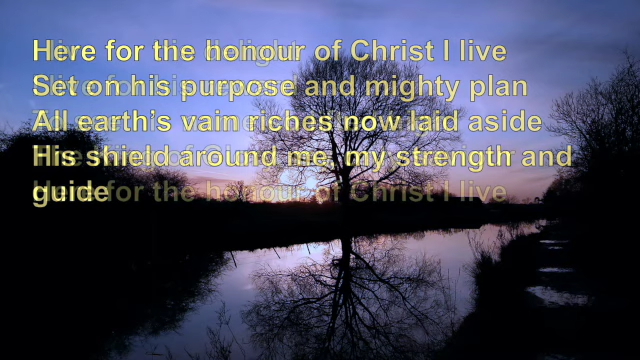 Here for the honour of Christ I live
Set on his purpose and mighty plan
All earth's vain riches now laid aside
His shield around me, my strength and
guide
Here for the honour of Christ I live